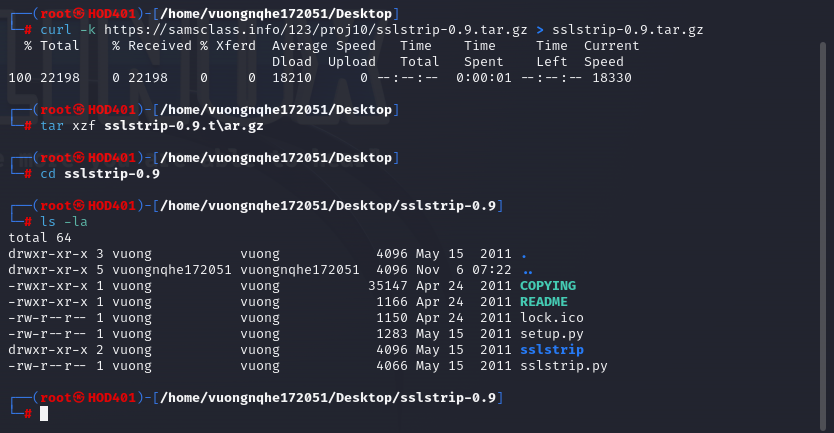 ┌──(root㉿HOD401)-[/home/vuongnqhe172051/Desktop]
└─# curl -k https://samsclass.info/123/proj10/sslstrip-0.9.tar.gz > sslstrip-0.9.tar.gz
  % Total    % Received % Xferd  Average Speed   Time    Time     Time  Current
                                 Dload  Upload   Total   Spent    Left  Speed
100 22198    0 22198    0     0  18210      0 --:--:--  0:00:01 --:--:-- 18330
┌──(root㉿HOD401)-[/home/vuongnqhe172051/Desktop]
└─# tar xzf sslstrip-0.9.t\ar.gz
┌──(root㉿HOD401)-[/home/vuongnqhe172051/Desktop]
└─# cd sslstrip-0.9
┌──(root㉿HOD401)-[/home/vuongnqhe172051/Desktop/sslstrip-0.9]
└─# ls -la
total 64
drwxr-xr-x 3 vuong           vuong            4096 May 15  2011 .
drwxr-xr-x 5 vuongnqhe172051 vuongnqhe172051  4096 Nov  6 07:22 ..
-rwxr-xr-x 1 vuong           vuong           35147 Apr 24  2011 COPYING
-rwxr-xr-x 1 vuong           vuong            1166 Apr 24  2011 README
-rw-r--r-- 1 vuong           vuong            1150 Apr 24  2011 lock.ico
-rw-r--r-- 1 vuong           vuong            1283 May 15  2011 setup.py
drwxr-xr-x 2 vuong           vuong            4096 May 15  2011 sslstrip
-rw-r--r-- 1 vuong           vuong            4066 May 15  2011 sslstrip.py
┌──(root㉿HOD401)-[/home/vuongnqhe172051/Desktop/sslstrip-0.9]
└─#